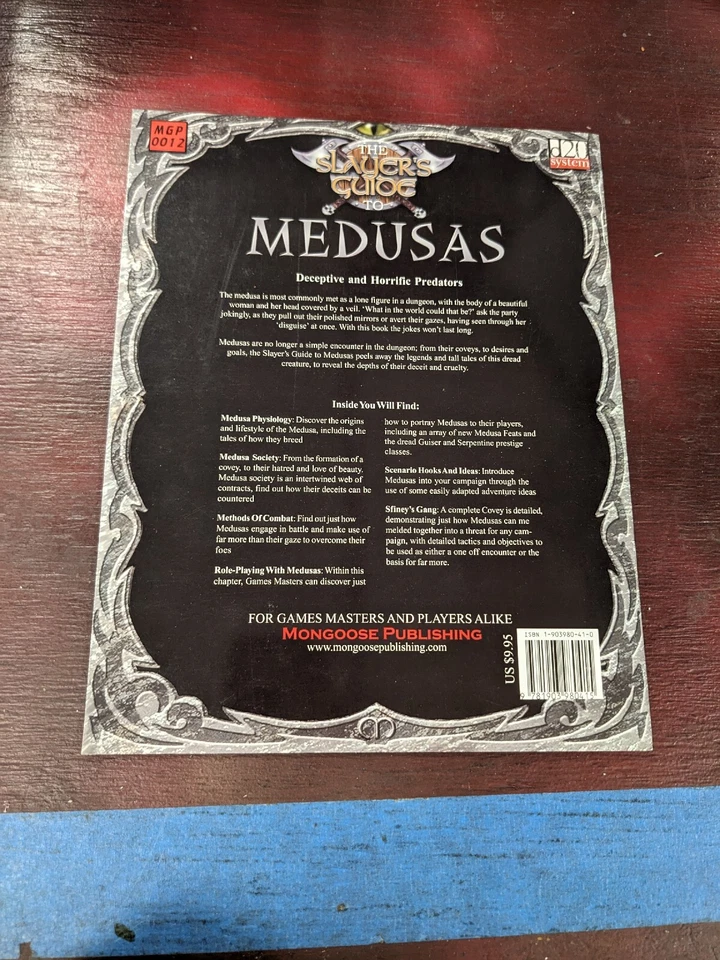 MGP
0012
d20
system
THE
SLAYER'S
GUIDE
TO
MEDUSAS
Deceptive and Horrific Predators
The medusa is most commonly met as a lone figure in a dungeon, with the body of a beautiful
woman and her head covered by a veil. 'What in the world could that be?' ask the party
jokingly, as they pull out their polished mirrors or avert their gazes, having seen through her
'disguise' at once. With this book the jokes won't last long.
Medusas are no longer a simple encounter in the dungeon; from their coveys, to desires and
goals, the Slayer's Guide to Medusas peels away the legends and tall tales of this dread
creature, to reveal the depths of their deceit and cruelty.
Inside You Will Find:
Medusa Physiology: Discover the origins
and lifestyle of the Medusa, including the
tales of how they breed
Medusa Society: From the formation of a
covey, to their hatred and love of beauty.
Medusa society is an intertwined web of
contracts, find out how their deceits can be
countered
Methods Of Combat: Find out just how
Medusas engage in battle and make use of
far more than their gaze to overcome their
foes
Role-Playing With Medusas: Within this
chapter, Games Masters can discover just
how to portray Medusas to their players,
including an array of new Medusa Feats and
the dread Guiser and Serpentine prestige
classes.
Scenario Hooks And Ideas: Introduce
Medusas into your campaign through the
use of some easily adapted adventure ideas
Sfiney's Gang: A complete Covey is detailed,
demonstrating just how Medusas can me
melded together into a threat for any cam-
paign, with detailed tactics and objectives to
be used as either a one off encounter or the
basis for far more.
FOR GAMES MASTERS AND PLAYERS ALIKE
MONGOOSE PUBLISHING
www.mongoosepublishing.com
US $9.95
ISBN 1-903980-41-0
9 781903 980415